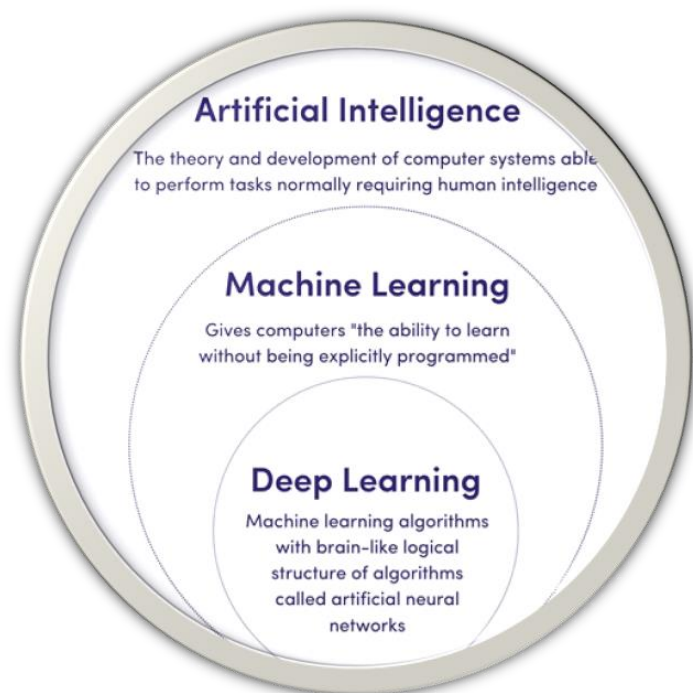 Artificial Intelligence
The theory and development of computer systems able
to perform tasks normally requiring human intelligence
Machine Learning
Gives computers "the ability to learn
without being explicitly programmed"
Deep Learning
Machine learning algorithms
with brain-like logical
structure of algorithms
called artificial neural
networks